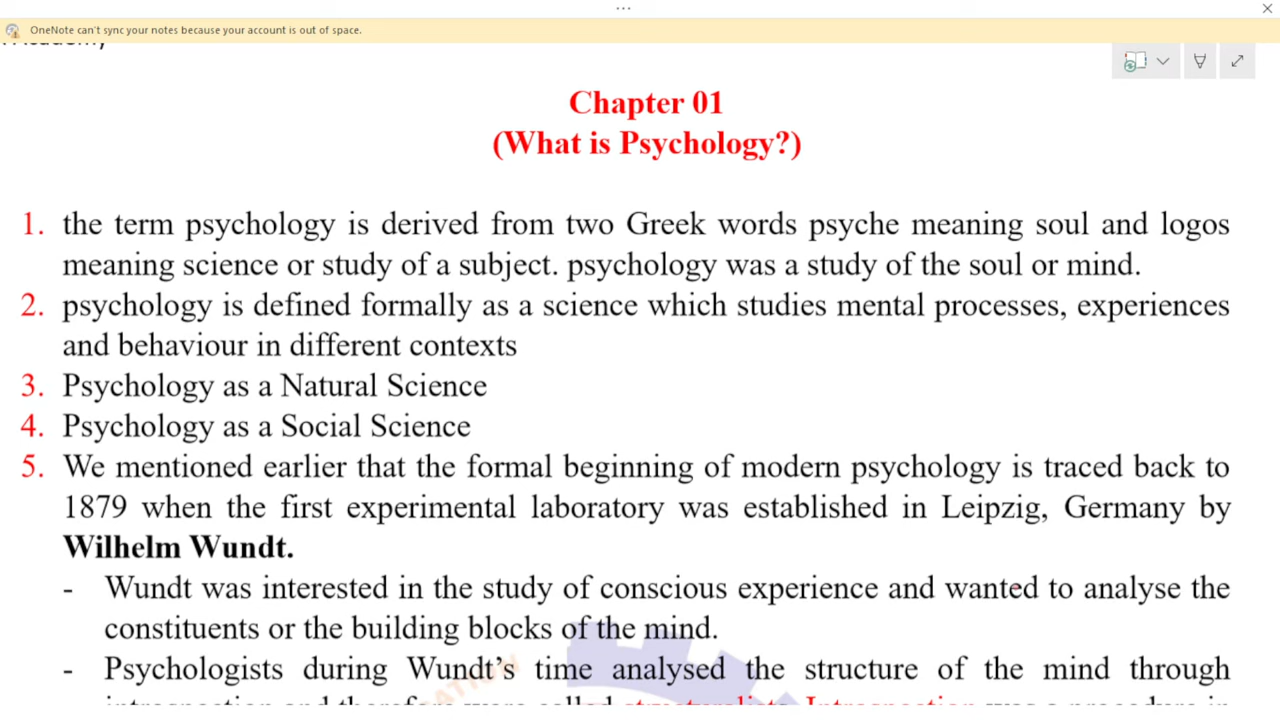 OneNote can't sync your notes because your account is out of space.
Chapter 01
(What is Psychology?)
1. the term psychology is derived from two Greek words psyche meaning soul and logos
meaning science or study of a subject. psychology was a study of the soul or mind.
2. psychology is defined formally as a science which studies mental processes, experiences
and behaviour in different contexts
3. Psychology as a Natural Science
4. Psychology as a Social Science
5. We mentioned earlier that the formal beginning of modern psychology is traced back to
1879 when the first experimental laboratory was established in Leipzig, Germany by
Wilhelm Wundt.
- Wundt was interested in the study of conscious experience and wanted to analyse the
constituents or the building blocks of the mind.
- Psychologists during Wundt's time analysed the structure of the mind through